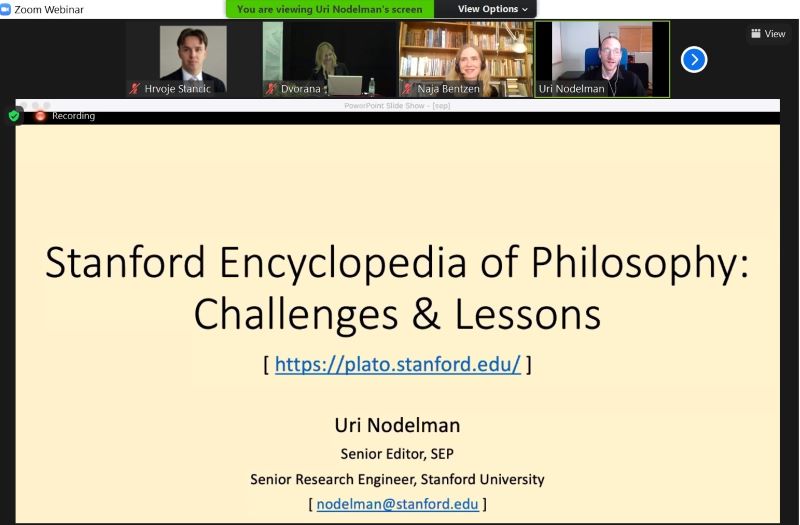 Zoom Webinar
You are viewing Uri Nodelman's screen
View Options
View
Hrvoje Stancic
Dvorana
Naja Bentzen
Uri Nodelman
PowerPoint Slide Show - [sep]
Recording
Stanford Encyclopedia of Philosophy:
Challenges & Lessons
[ https://plato.stanford.edu/ ]
Uri Nodelman
Senior Editor, SEP
Senior Research Engineer, Stanford University
[ nodelman@stanford.edu ]